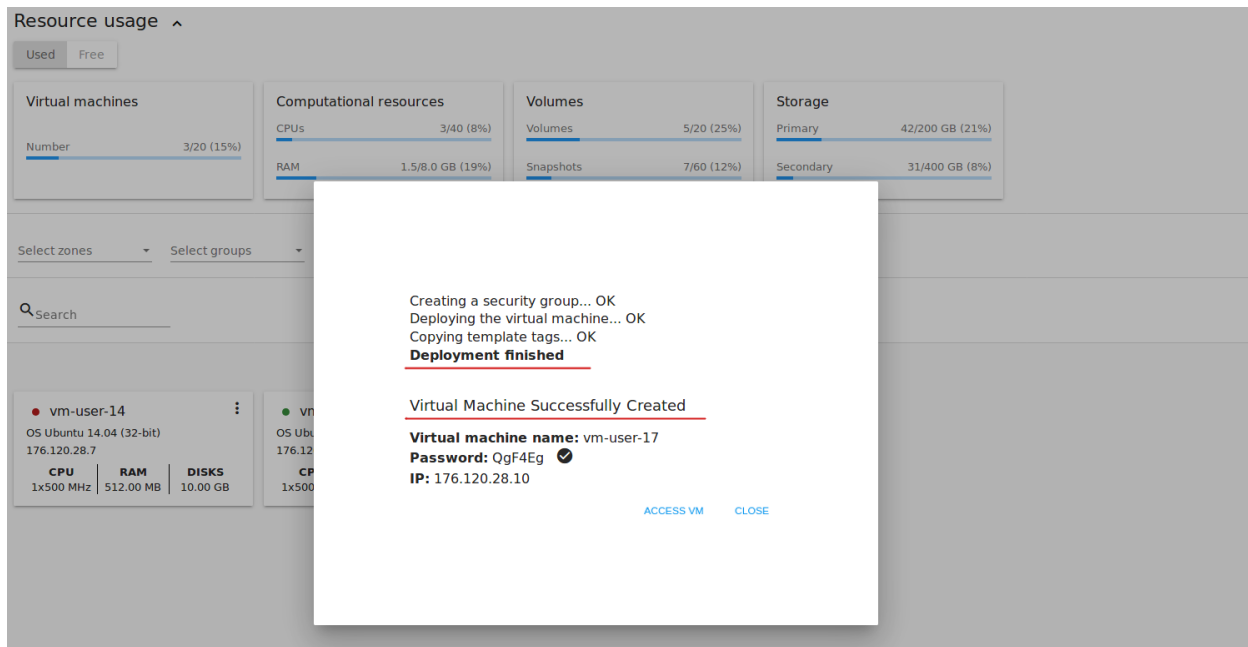 Resource usage
Used Free
Virtual machines
Number 3/20 (15%)
Computational resources
CPUs 3/40 (8%)
RAM 1.5/8.0 GB (19%)
Volumes
Volumes 5/20 (25%)
Snapshots 7/60 (12%)
Storage
Primary 42/200 GB (21%)
Secondary 31/400 GB (8%)
Select zones Select groups
Search
vm-user-14
OS Ubuntu 14.04 (32-bit)
176.120.28.7
CPU RAM DISKS
1x500 MHz 512.00 MB 10.00 GB
Creating a security group... OK
Deploying the virtual machine... OK
Copying template tags... OK
Deployment finished
Virtual Machine Successfully Created
Virtual machine name: vm-user-17
Password: QgF4Eg
IP: 176.120.28.10
ACCESS VM CLOSE